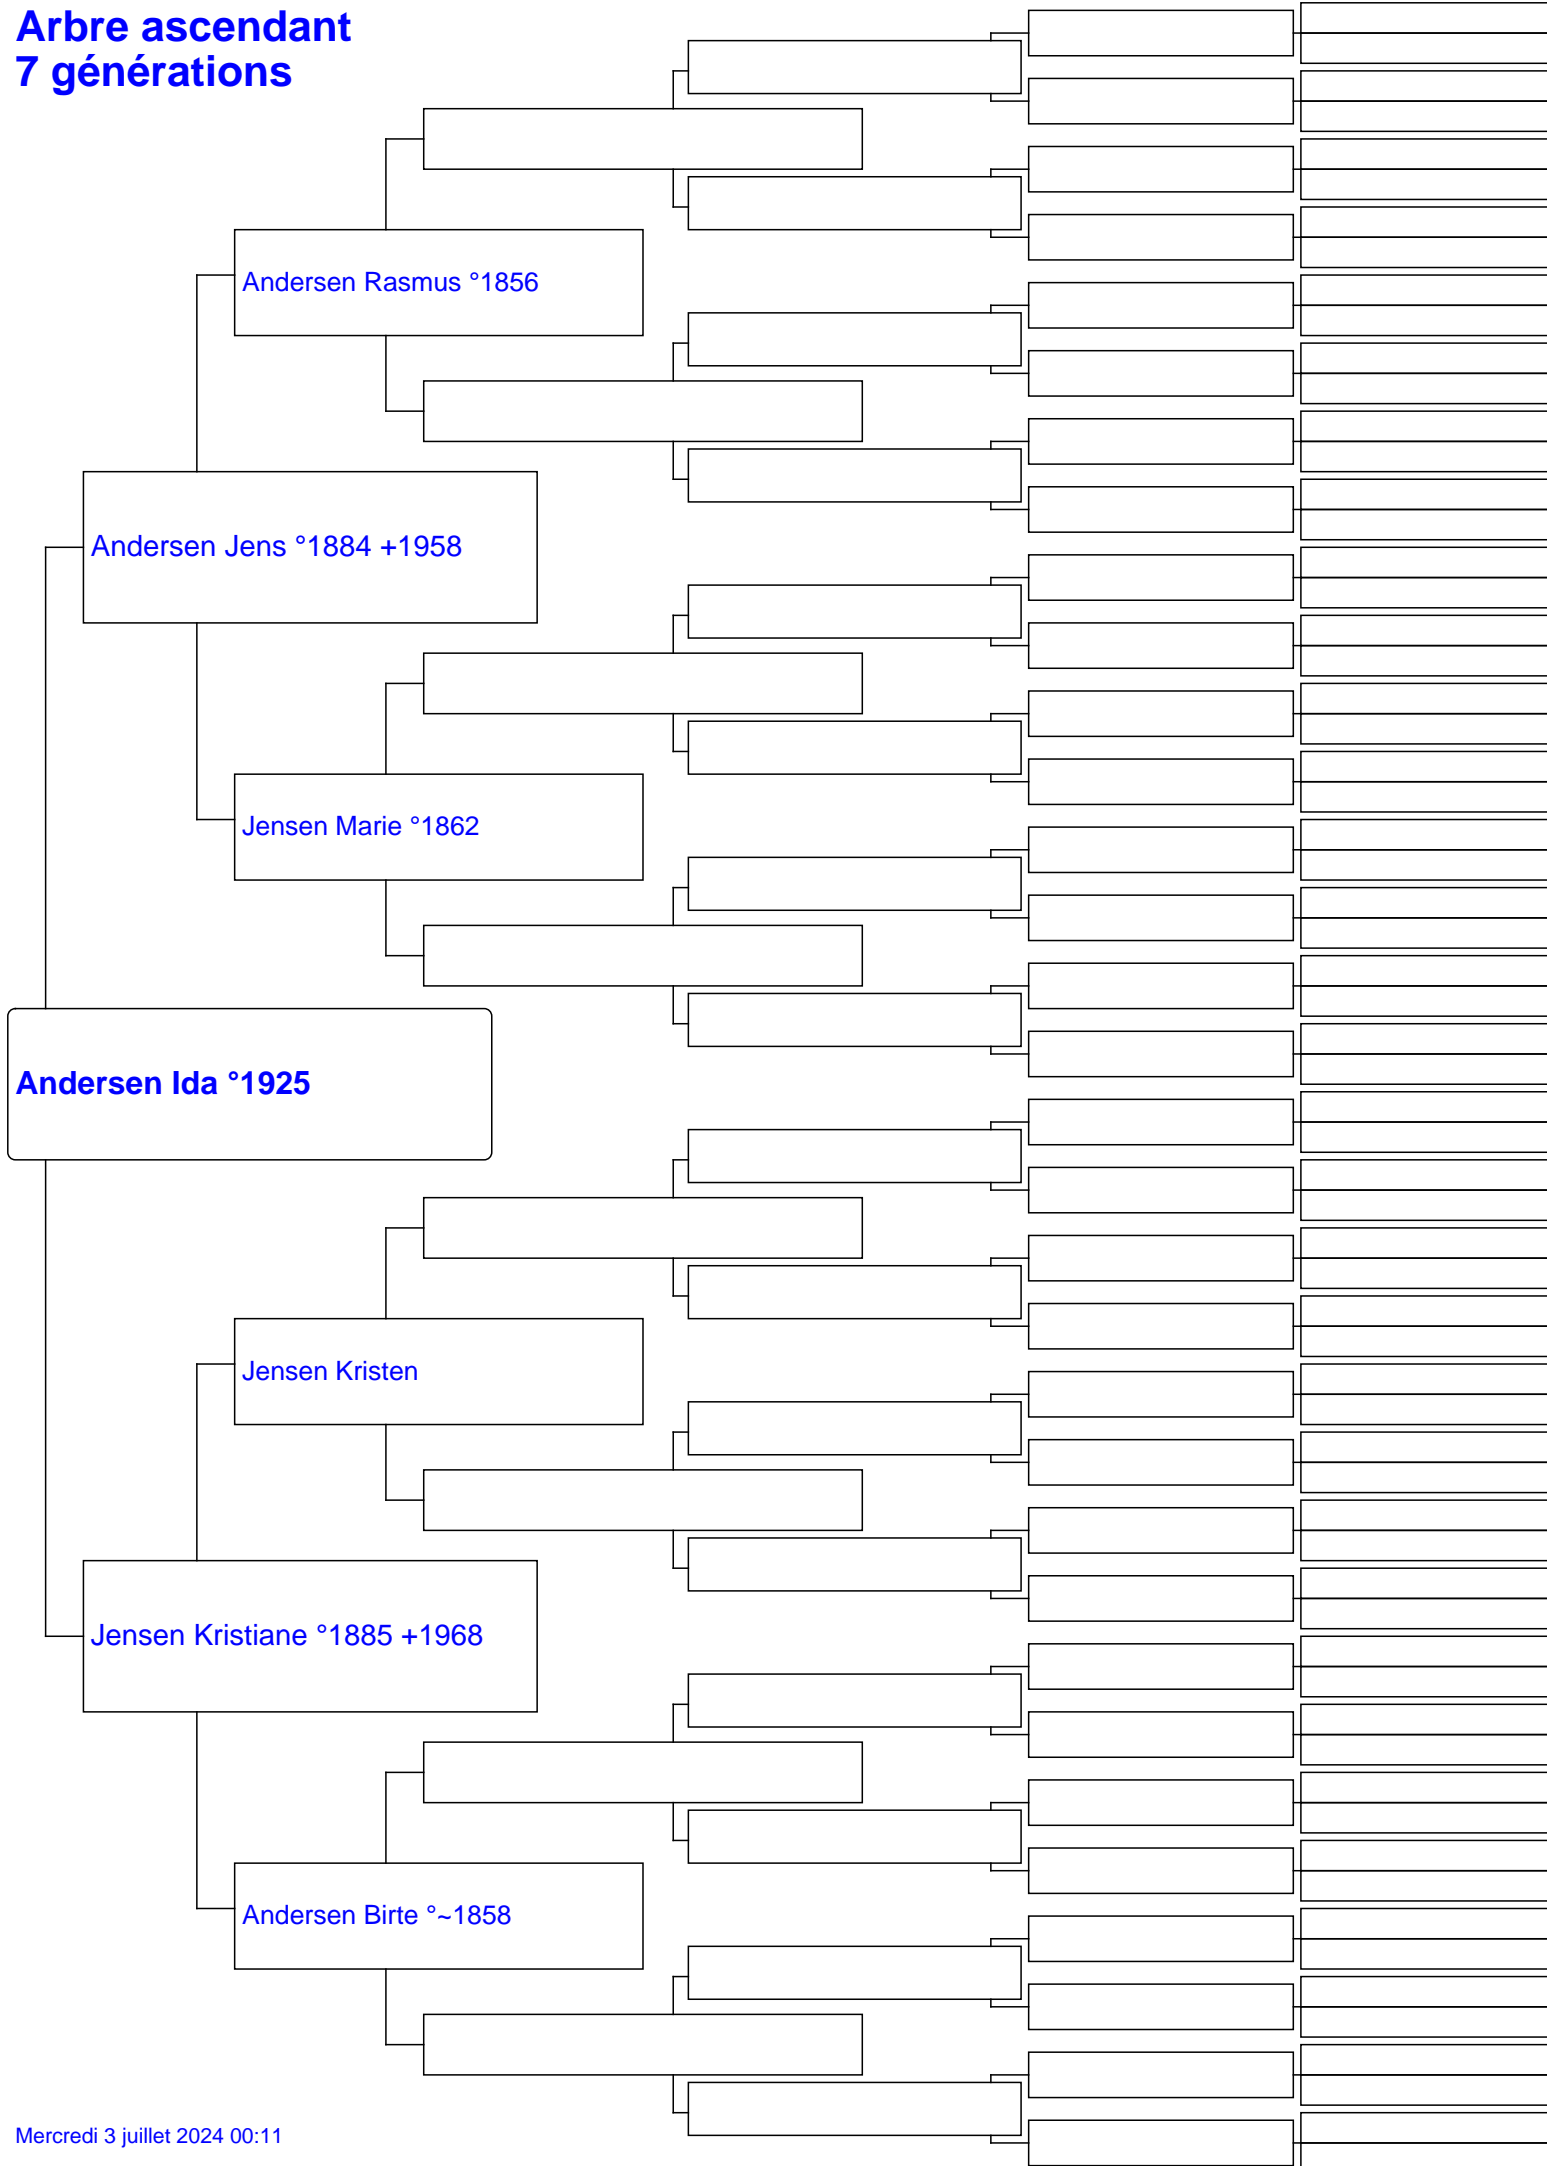 Arbre ascendant
7 générations
Andersen Rasmus °1856
Andersen Jens °1884 +1958
Jensen Marie °1862
Andersen Ida °1925
Jensen Kristen
Jensen Kristiane °1885 +1968
Andersen Birte °~1858
Mercredi 3 juillet 2024 00:11